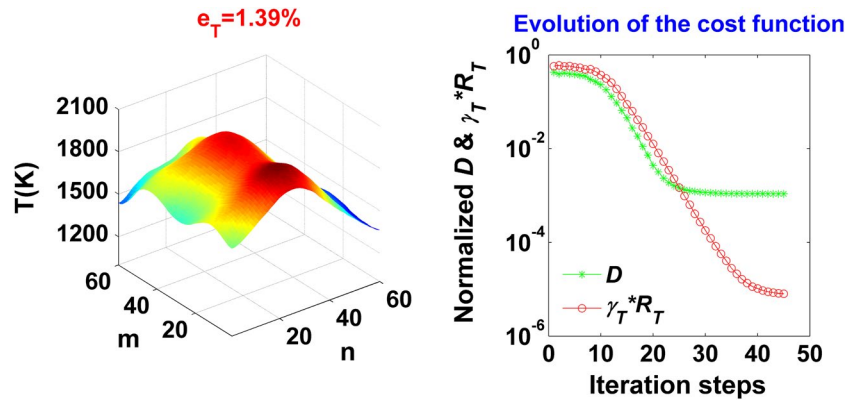 e_T=1.39%
Evolution of the cost function
T(K)
2100
1800
1500
1200
60
40
20
m
20
40
60
n
Normalized D & γ_T*R_T
10^0
10^-2
10^-4
10^-6
D
γ_T*R_T
0 10 20 30 40 50
Iteration steps